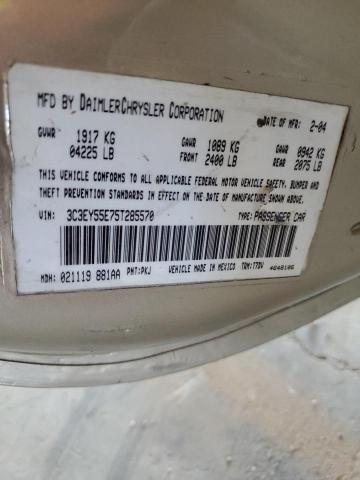 MFD BY DAIMLERCHRYSLER CORPORATION DATE OF MFR: 2-04
GVWR 1917 KG 04225 LB GAWR FRONT 1089 KG 2400 LB GAWR REAR 0942 KG 2075 LB
THIS VEHICLE CONFORMS TO ALL APPLICABLE FEDERAL MOTOR VEHICLE SAFETY, BUMPER AND
THEFT PREVENTION STANDARDS IN EFFECT ON THE DATE OF MANUFACTURE SHOWN ABOVE.
VIN: 3C3EY55E75T285570 TYPE: PASSENGER CAR
MDH: 021119 881AA PNT: PKJ VEHICLE MADE IN MEXICO TRM: T7DV 4648106